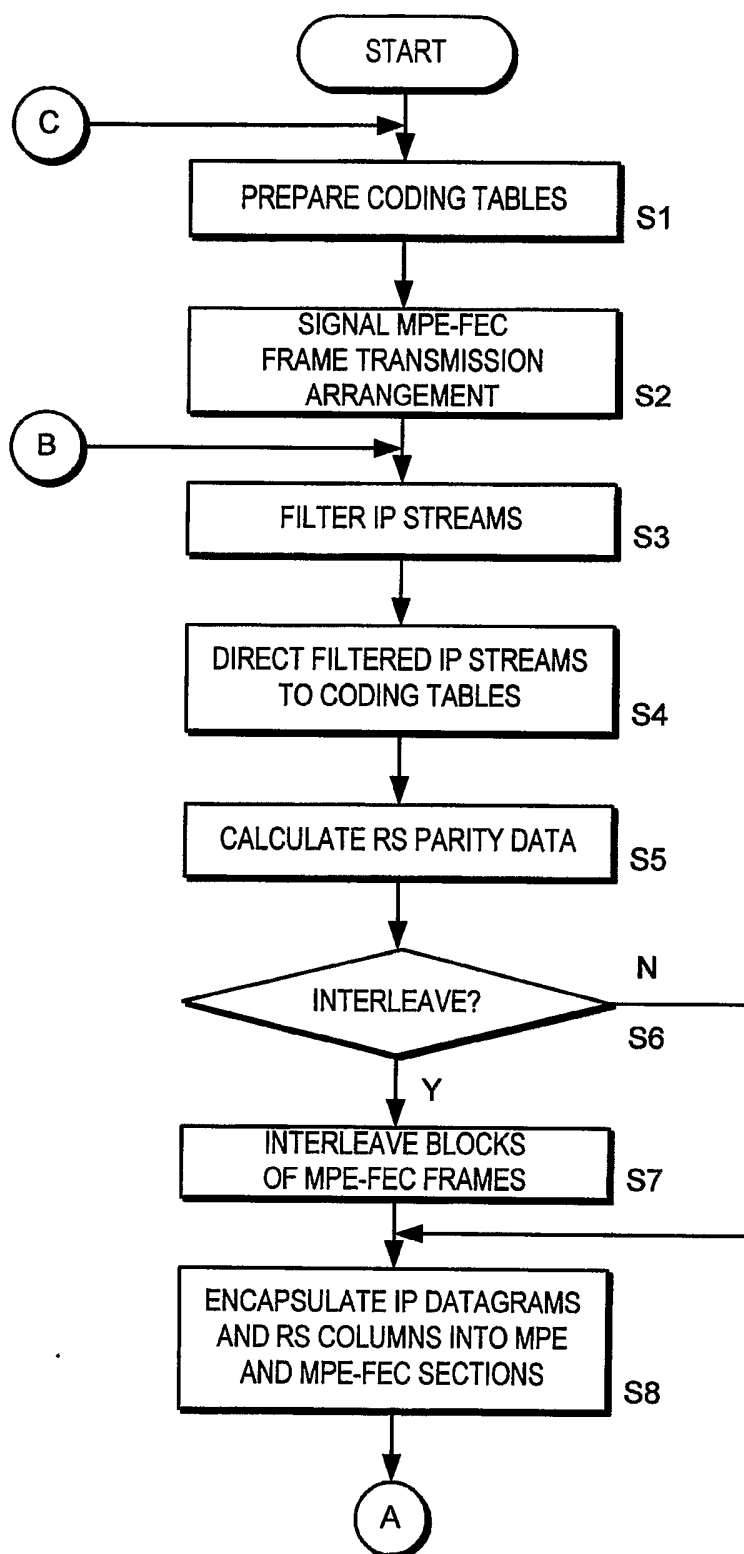 START
C
PREPARE CODING TABLES
S1
SIGNAL MPE-FEC
FRAME TRANSMISSION
ARRANGEMENT
S2
B
FILTER IP STREAMS
S3
DIRECT FILTERED IP STREAMS
TO CODING TABLES
S4
CALCULATE RS PARITY DATA
S5
N
INTERLEAVE?
S6
Y
INTERLEAVE BLOCKS
OF MPE-FEC FRAMES
S7
ENCAPSULATE IP DATAGRAMS
AND RS COLUMNS INTO MPE
AND MPE-FEC SECTIONS
S8
A